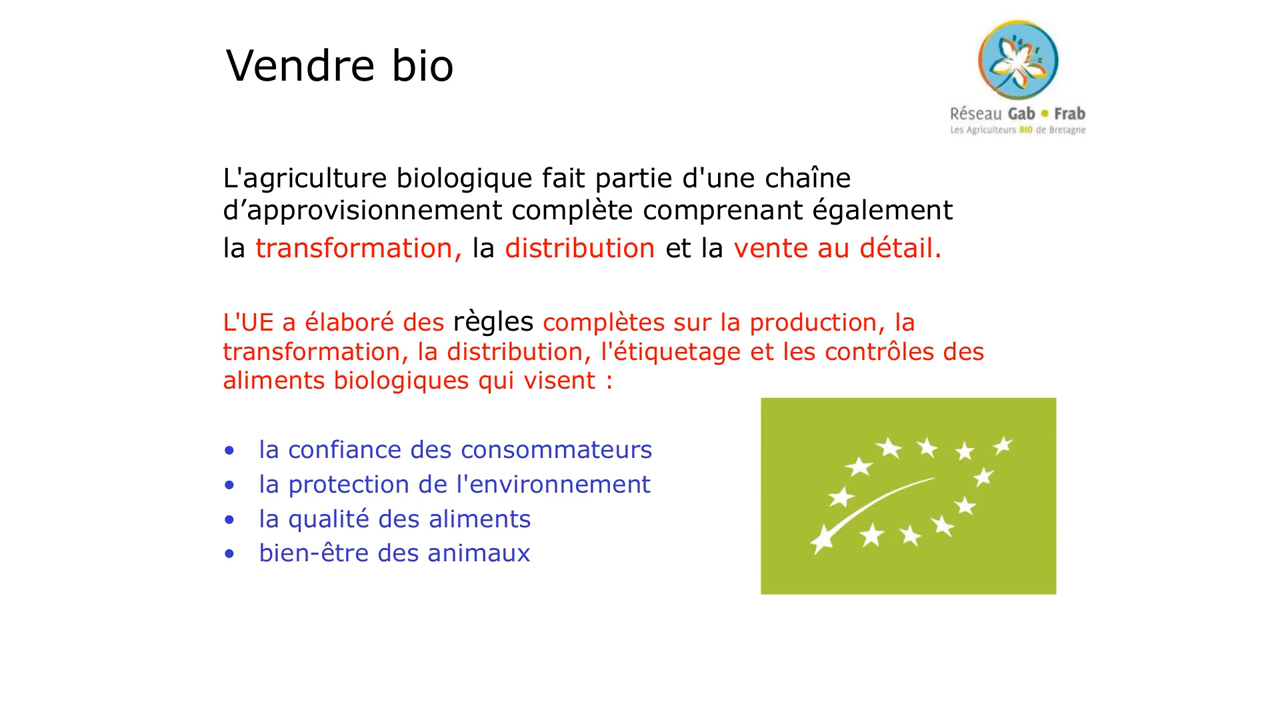 Vendre bio
Réseau Gab • Frab
Les Agriculteurs BIO de Bretagne
L'agriculture biologique fait partie d'une chaîne
d’approvisionnement complète comprenant également
la transformation, la distribution et la vente au détail.
L'UE a élaboré des règles complètes sur la production, la
transformation, la distribution, l'étiquetage et les contrôles des
aliments biologiques qui visent :
• la confiance des consommateurs
• la protection de l'environnement
• la qualité des aliments
• bien-être des animaux